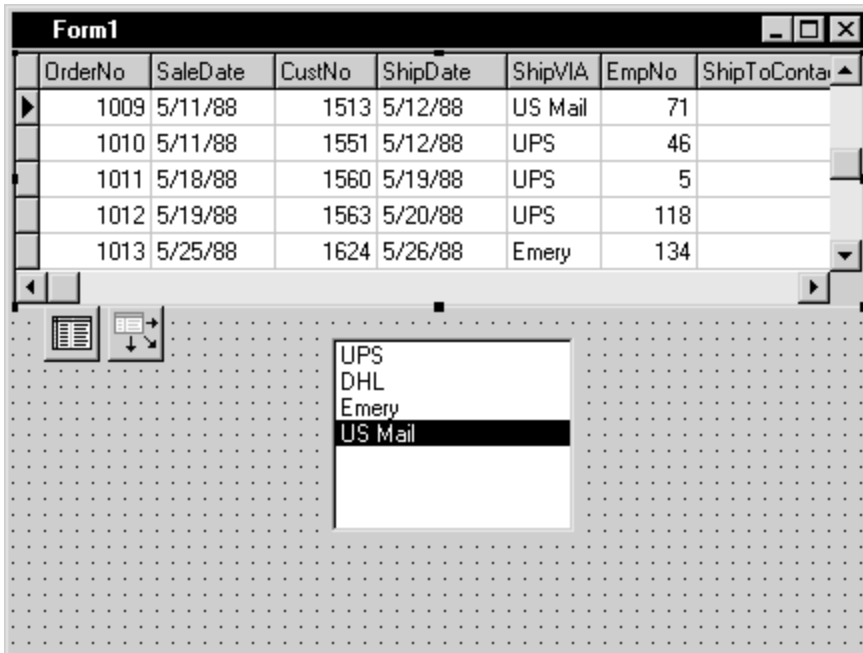 Form1
OrderNo SaleDate CustNo ShipDate ShipVIA EmpNo ShipToConta
1009 5/11/88 1513 5/12/88 US Mail 71
1010 5/11/88 1551 5/12/88 UPS 46
1011 5/18/88 1560 5/19/88 UPS 5
1012 5/19/88 1563 5/20/88 UPS 118
1013 5/25/88 1624 5/26/88 Emery 134
UPS
DHL
Emery
US Mail